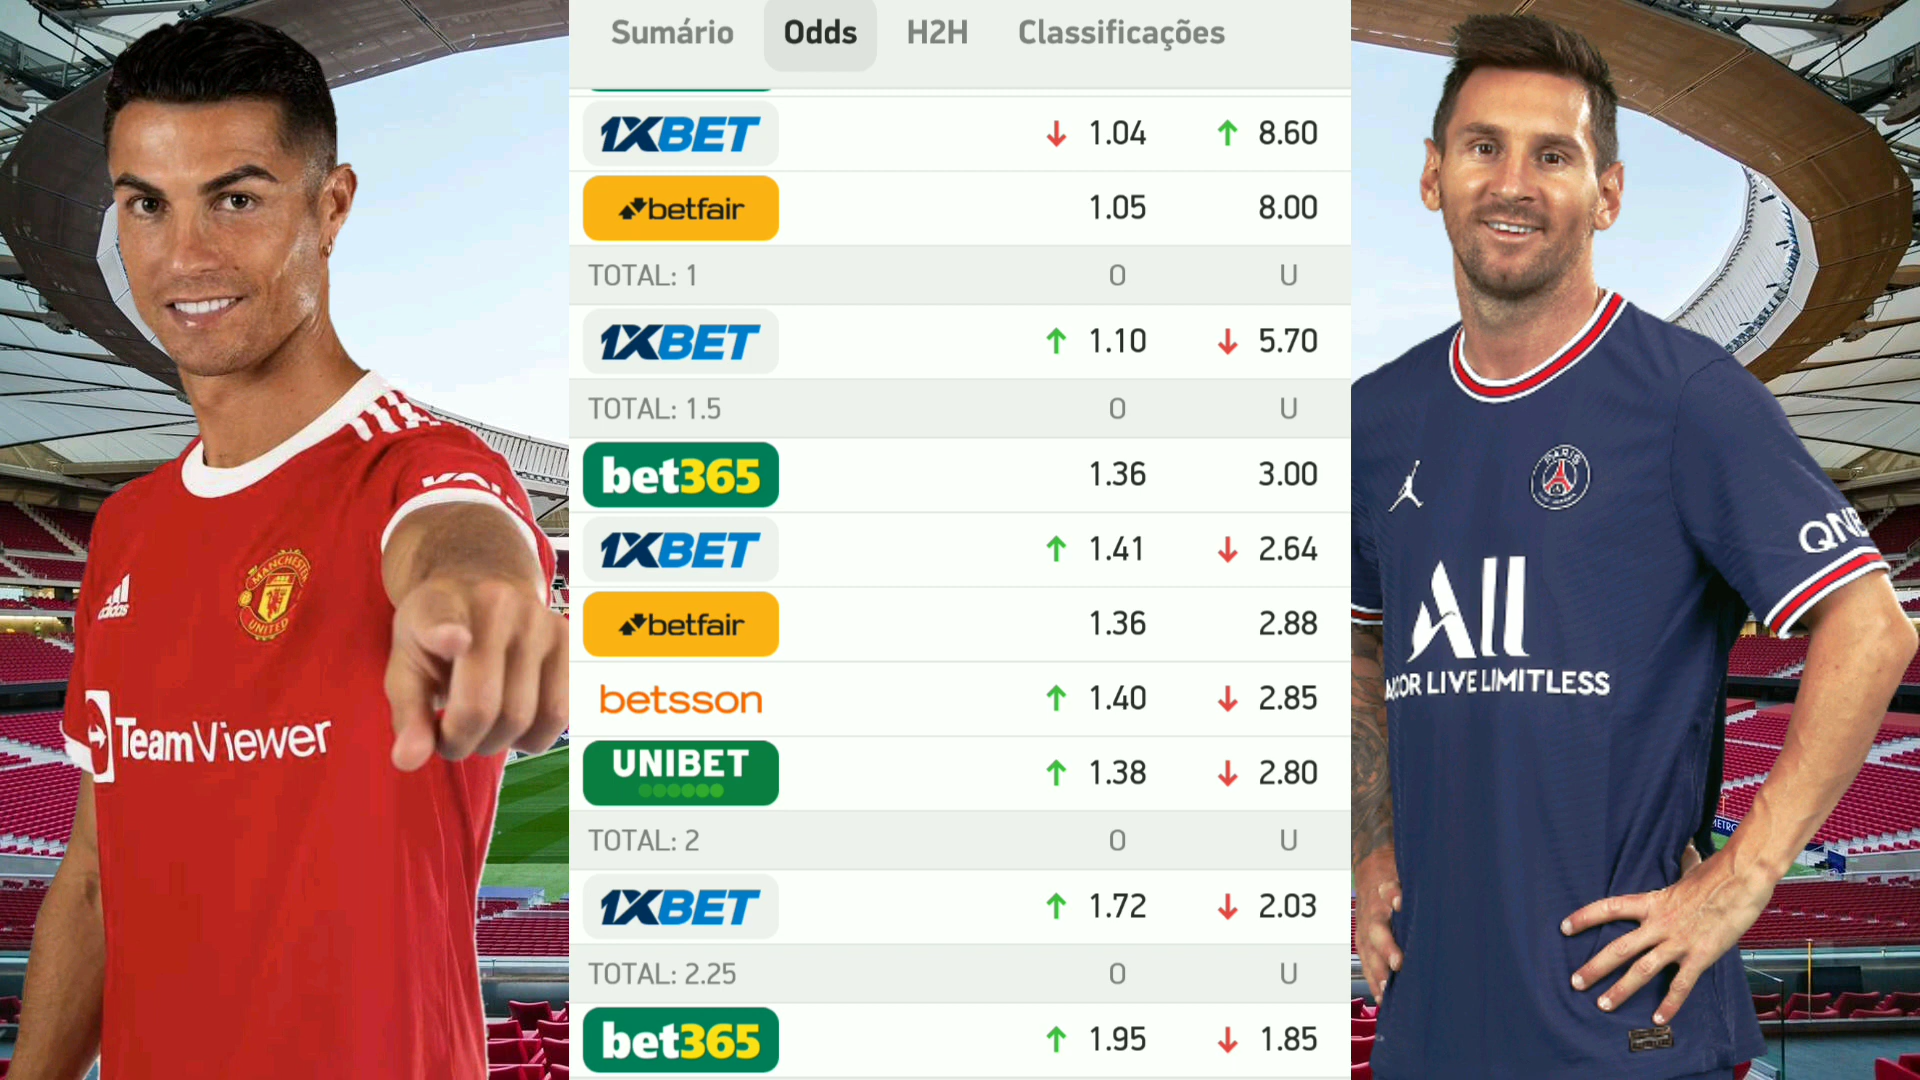 Sumário Odds H2H Classificações
1XBET 1.04 8.60
betfair 1.05 8.00
TOTAL: 1 O U
1XBET 1.10 5.70
TOTAL: 1.5 O U
bet365 1.36 3.00
1XBET 1.41 2.64
betfair 1.36 2.88
betsson 1.40 2.85
UNIBET 1.38 2.80
TOTAL: 2 O U
1XBET 1.72 2.03
TOTAL: 2.25 O U
bet365 1.95 1.85
adidas
MANCHESTER
UNITED
TeamViewer
PARIS
QNB
All
LIVE LIMITLESS